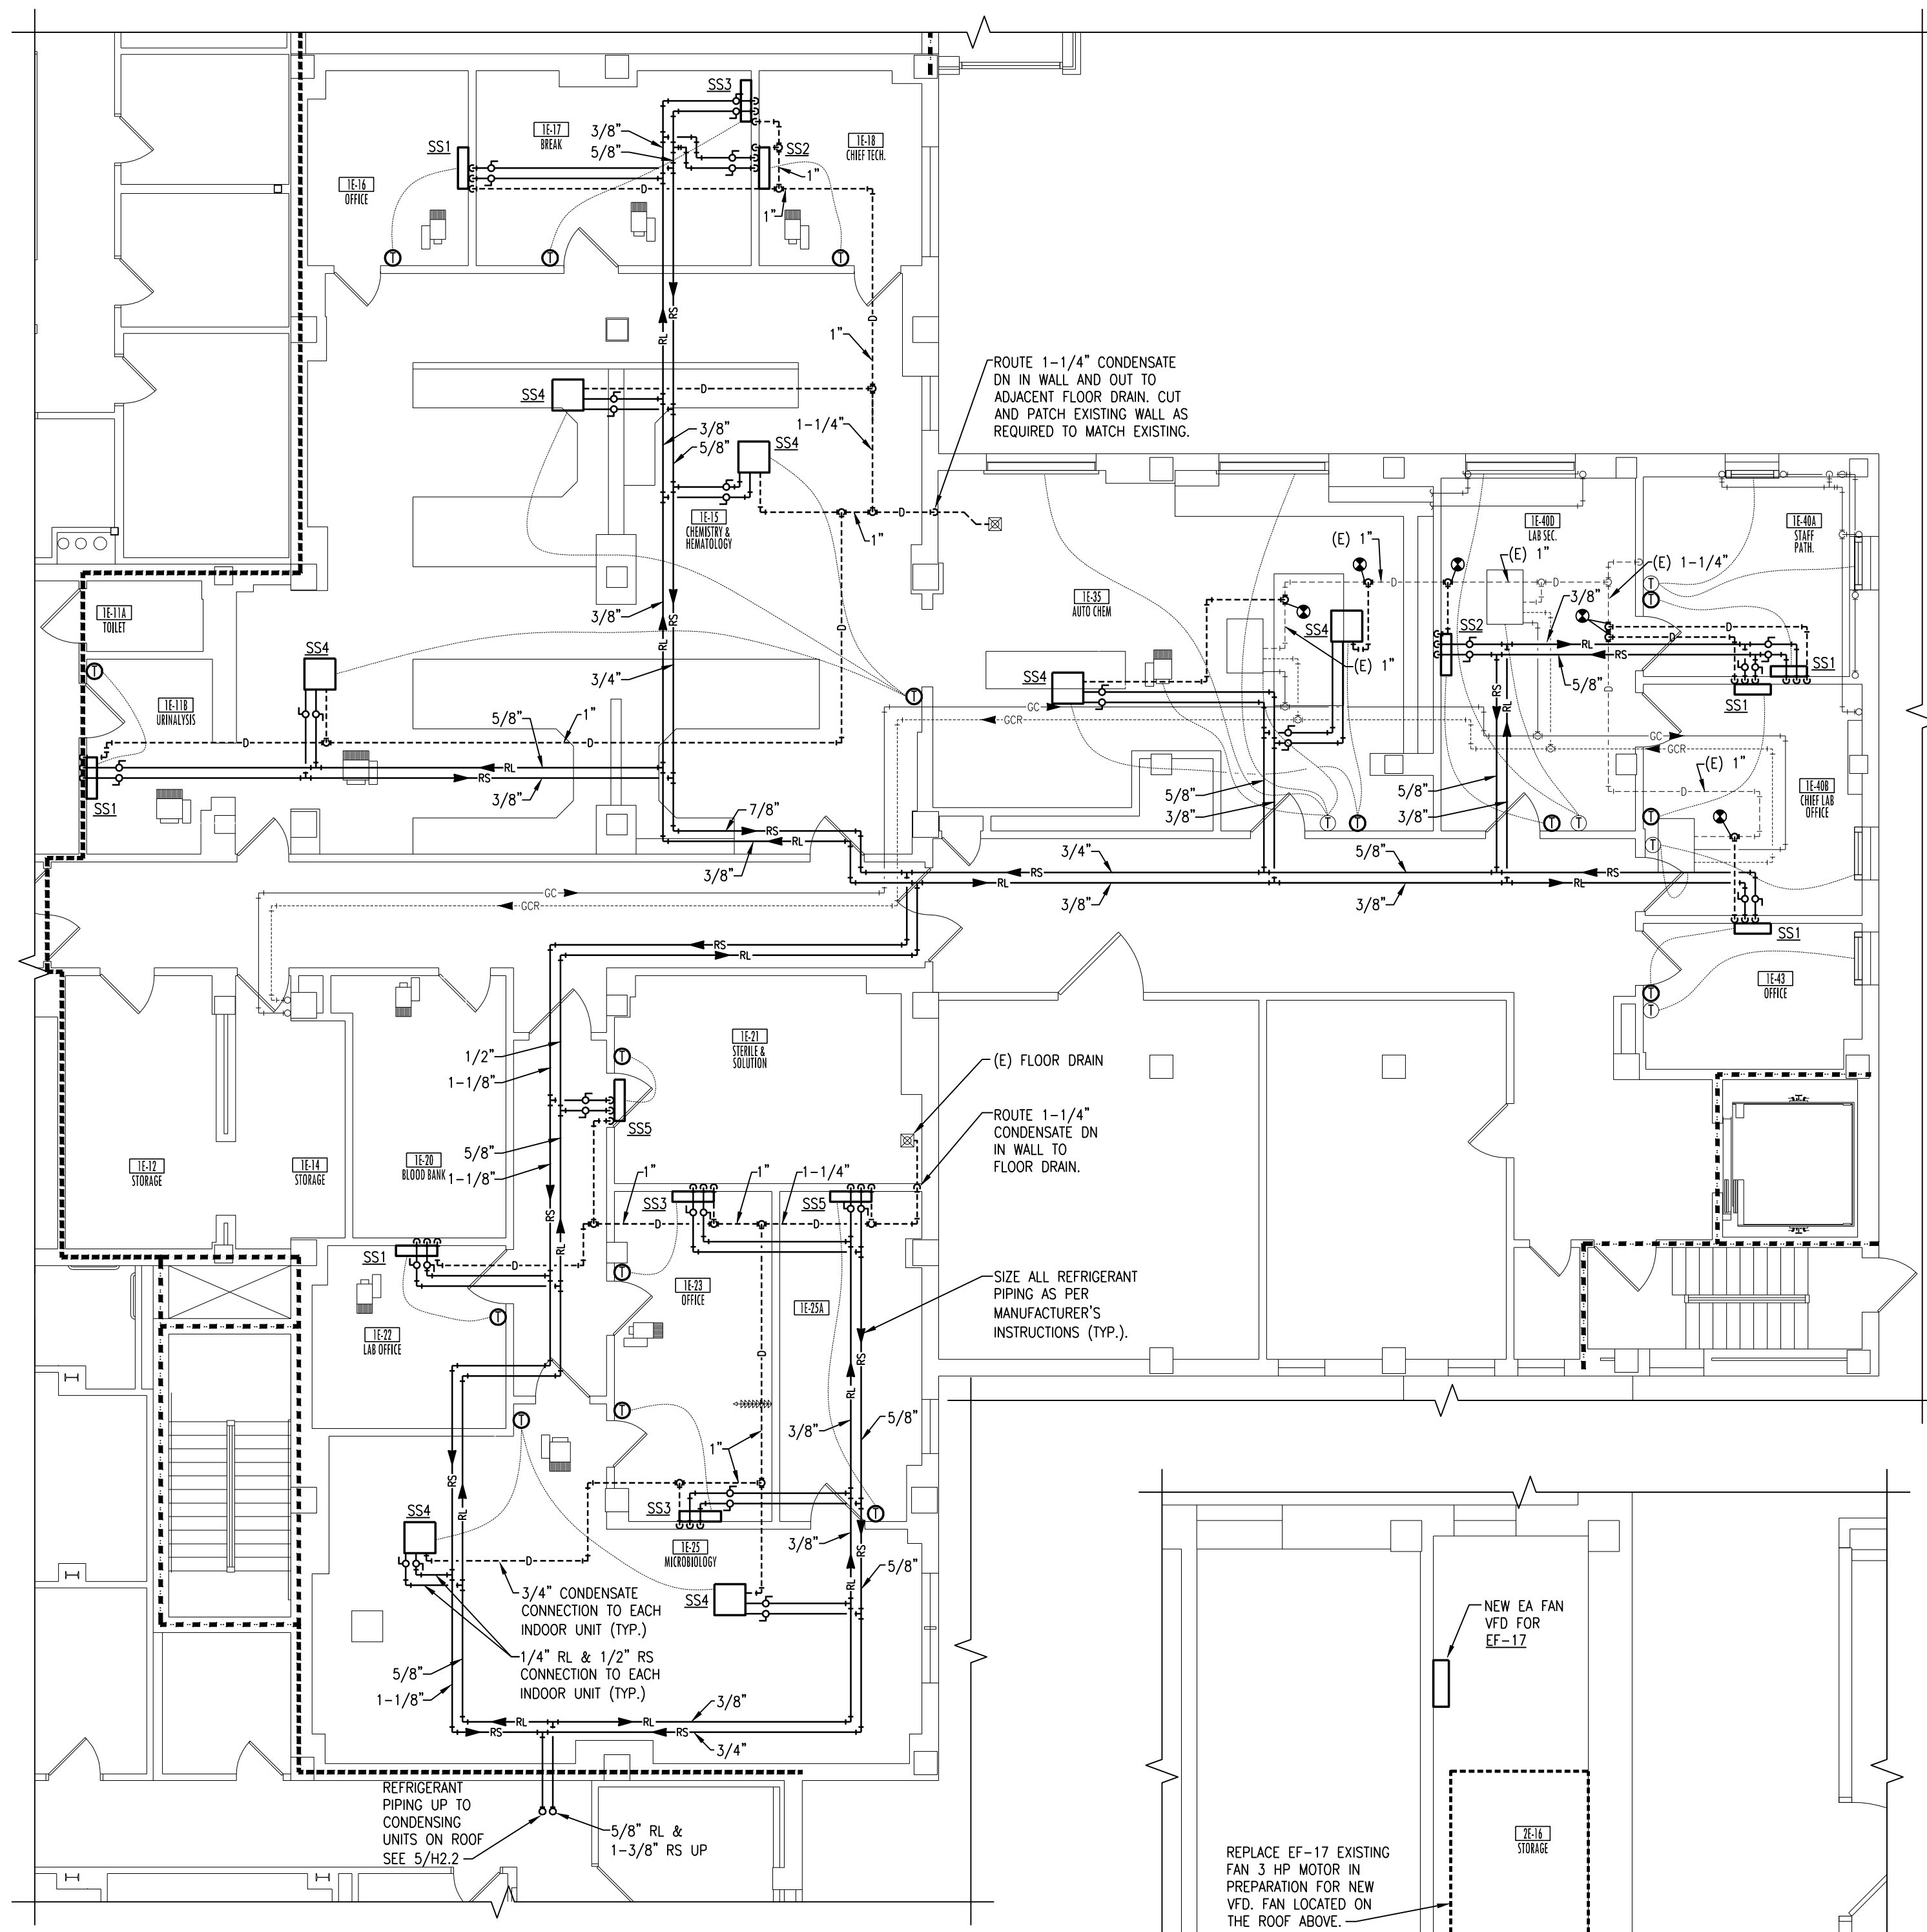 SS3
1E-17
BREAK
3/8"
5/8"
SS1
SS2
1E-18
CHIEF TECH.
1E-16
OFFICE
1"
D
1"
T
T
T
RS
RL
D
1"
ROUTE 1-1/4" CONDENSATE
DN IN WALL AND OUT TO
ADJACENT FLOOR DRAIN. CUT
AND PATCH EXISTING WALL AS
REQUIRED TO MATCH EXISTING.
SS4
D
3/8"
5/8"
1-1/4"
SS4
1E-15
CHEMISTRY &
HEMATOLOGY
D
1"
1E-40D
LAB SEC.
1E-40A
STAFF
PATH.
(E) 1"
(E) 1"
(E) 1-1/4"
D
D
1E-35
AUTO CHEM
3/8"
RS
3/8"
1E-11A
TOILET
T
1E-11B
URINALYSIS
SS4
D
3/4"
T
SS4
SS4
(E) 1"
SS2
RL
RS
5/8"
D
T
T
SS1
SS1
RS
RL
D
GC
GCR
GC
GCR
5/8"
1"
D
D
RL
RS
3/8"
SS1
7/8"
RS
RL
3/8"
5/8"
3/8"
5/8"
3/8"
(E) 1"
D
1E-40B
CHIEF LAB
OFFICE
T
T
T
T
T
T
3/4"
5/8"
RS
RS
RL
RL
3/8"
3/8"
SS1
GC
GCR
RS
RL
1E-43
OFFICE
T
T
1E-21
STERILE &
SOLUTION
T
1/2"
1-1/8"
(E) FLOOR DRAIN
SS5
ROUTE 1-1/4"
CONDENSATE DN
IN WALL TO
FLOOR DRAIN.
1E-12
STORAGE
1E-14
STORAGE
1E-20
BLOOD BANK
5/8"
1-1/8"
1"
1"
1-1/4"
SS3
SS5
D
D
D
RS
RL
SS1
D
T
1E-23
OFFICE
1E-25A
SIZE ALL REFRIGERANT
PIPING AS PER
MANUFACTURER'S
INSTRUCTIONS (TYP.).
T
1E-22
LAB OFFICE
D
RS
RL
T
T
3/8"
5/8"
1"
RS
RL
SS4
SS3
T
1E-25
MICROBIOLOGY
3/8"
RS
RL
5/8"
D
3/4" CONDENSATE
CONNECTION TO EACH
INDOOR UNIT (TYP.)
SS4
NEW EA FAN
VFD FOR
EF-17
1/4" RL & 1/2" RS
CONNECTION TO EACH
INDOOR UNIT (TYP.)
5/8"
1-1/8"
3/8"
RL
RL
RS
RS
3/4"
REFRIGERANT
PIPING UP TO
CONDENSING
UNITS ON ROOF
SEE 5/H2.2
5/8" RL &
1-3/8" RS UP
2E-16
STORAGE
REPLACE EF-17 EXISTING
FAN 3 HP MOTOR IN
PREPARATION FOR NEW
VFD. FAN LOCATED ON
THE ROOF ABOVE.